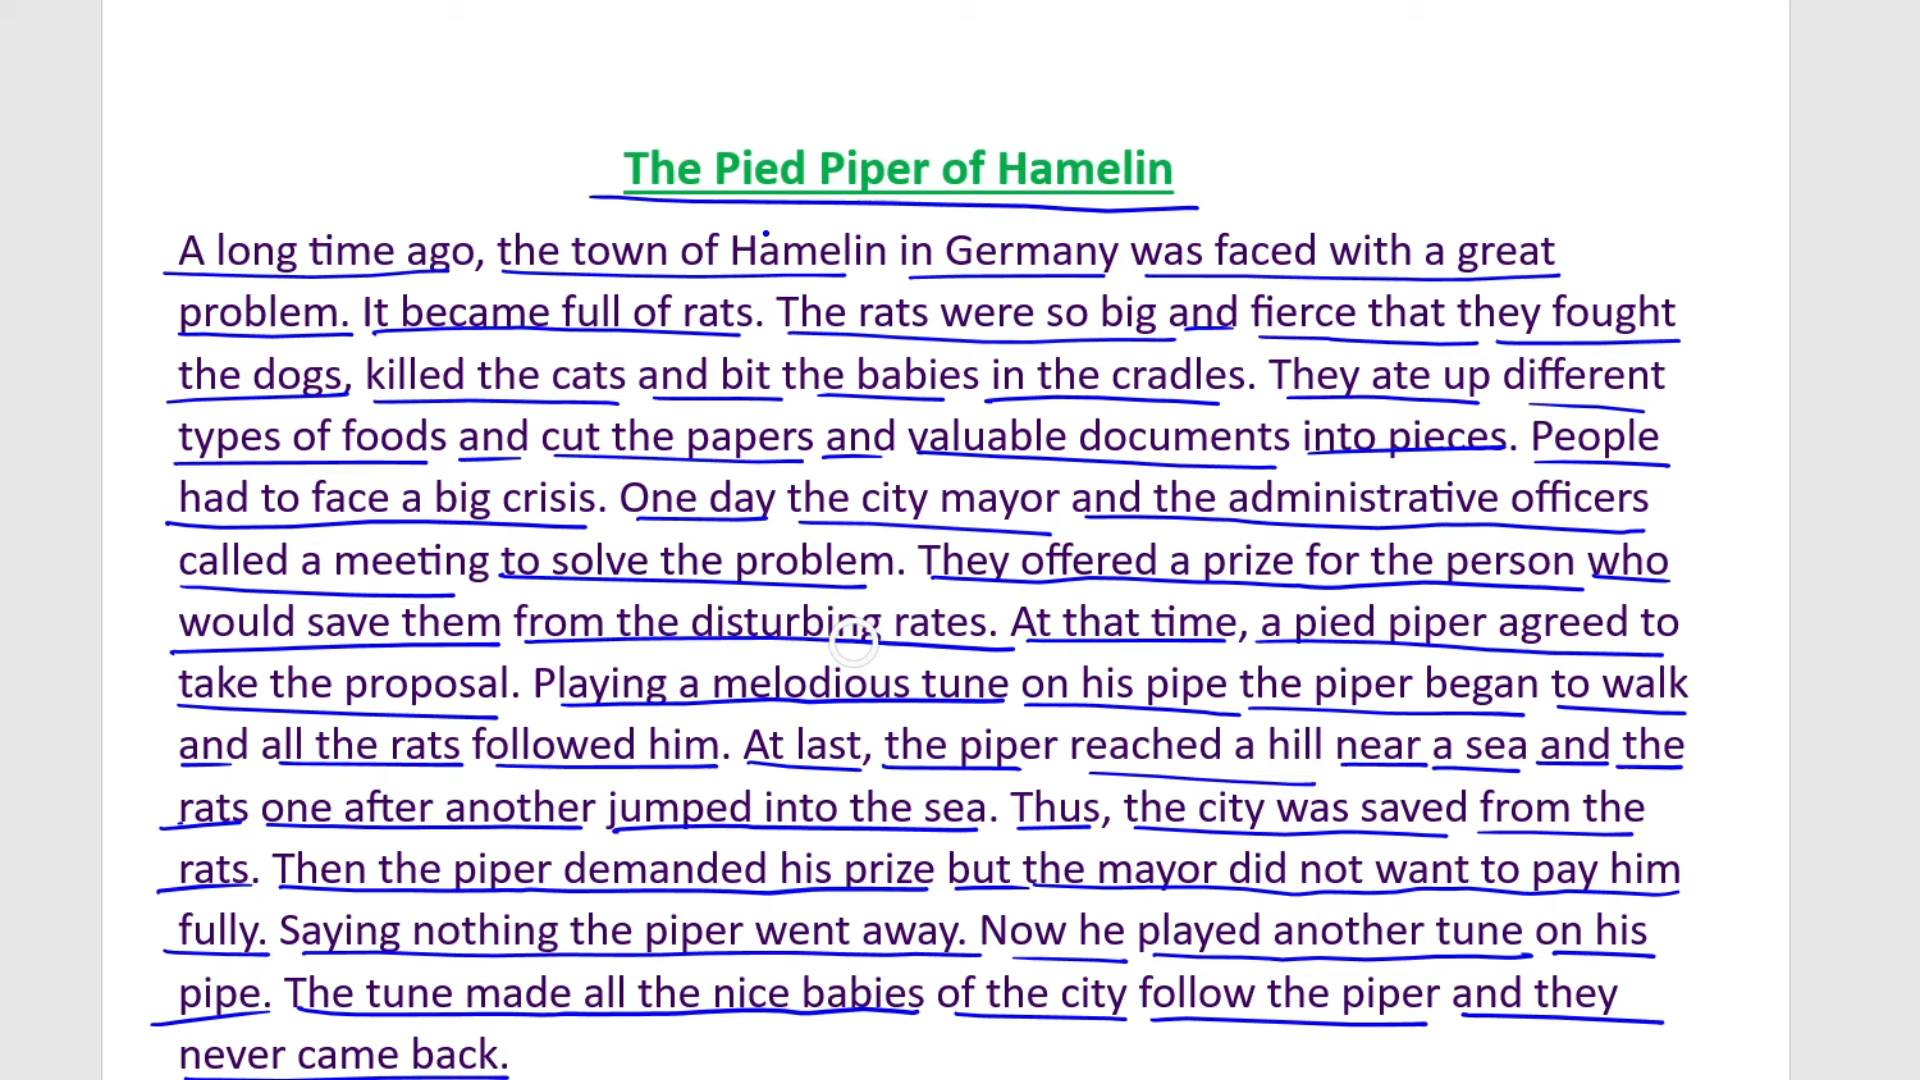 The Pied Piper of Hamelin
A long time ago, the town of Hamelin in Germany was faced with a great
problem. It became full of rats. The rats were so big and fierce that they fought
the dogs, killed the cats and bit the babies in the cradles. They ate up different
types of foods and cut the papers and valuable documents into pieces. People
had to face a big crisis. One day the city mayor and the administrative officers
called a meeting to solve the problem. They offered a prize for the person who
would save them from the disturbing rates. At that time, a pied piper agreed to
take the proposal. Playing a melodious tune on his pipe the piper began to walk
and all the rats followed him. At last, the piper reached a hill near a sea and the
rats one after another jumped into the sea. Thus, the city was saved from the
rats. Then the piper demanded his prize but the mayor did not want to pay him
fully. Saying nothing the piper went away. Now he played another tune on his
pipe. The tune made all the nice babies of the city follow the piper and they
never came back.